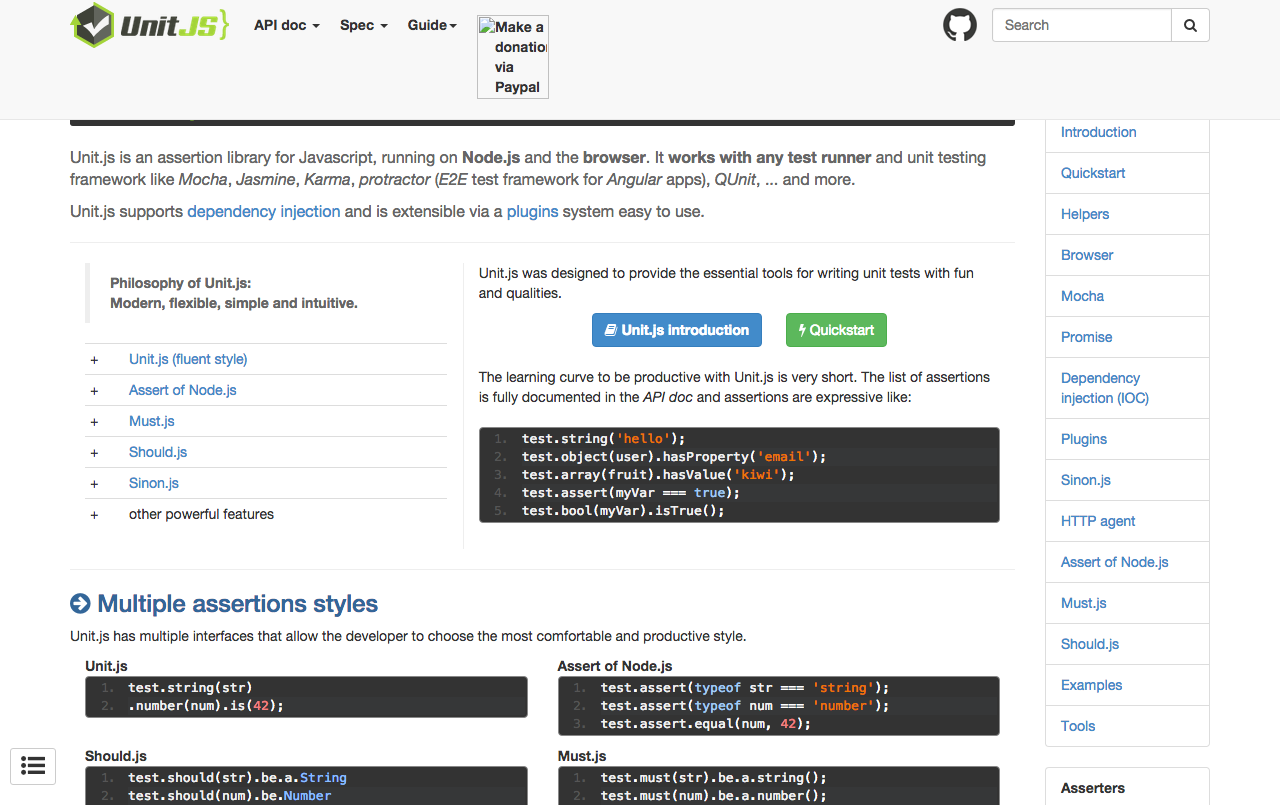 UnitJS}
API doc
Spec
Guide
Make a
donation
via
Paypal
Search
Unit.js is an assertion library for Javascript, running on Node.js and the browser. It works with any test runner and unit testing
framework like Mocha, Jasmine, Karma, protractor (E2E test framework for Angular apps), QUnit, ... and more.
Unit.js supports dependency injection and is extensible via a plugins system easy to use.
Philosophy of Unit.js:
Modern, flexible, simple and intuitive.
+ Unit.js (fluent style)
+ Assert of Node.js
+ Must.js
+ Should.js
+ Sinon.js
+ other powerful features
Unit.js was designed to provide the essential tools for writing unit tests with fun
and qualities.
Unit.js introduction
Quickstart
The learning curve to be productive with Unit.js is very short. The list of assertions
is fully documented in the API doc and assertions are expressive like:
1. test.string('hello');
2. test.object(user).hasProperty('email');
3. test.array(fruit).hasValue('kiwi');
4. test.assert(myVar === true);
5. test.bool(myVar).isTrue();
Multiple assertions styles
Unit.js has multiple interfaces that allow the developer to choose the most comfortable and productive style.
Unit.js
1. test.string(str)
2. .number(num).is(42);
Assert of Node.js
1. test.assert(typeof str === 'string');
2. test.assert(typeof num === 'number');
3. test.assert.equal(num, 42);
Should.js
1. test.should(str).be.a.String
2. test.should(num).be.Number
Must.js
1. test.must(str).be.a.string();
2. test.must(num).be.a.number();
Introduction
Quickstart
Helpers
Browser
Mocha
Promise
Dependency
injection (IOC)
Plugins
Sinon.js
HTTP agent
Assert of Node.js
Must.js
Should.js
Examples
Tools
Asserters